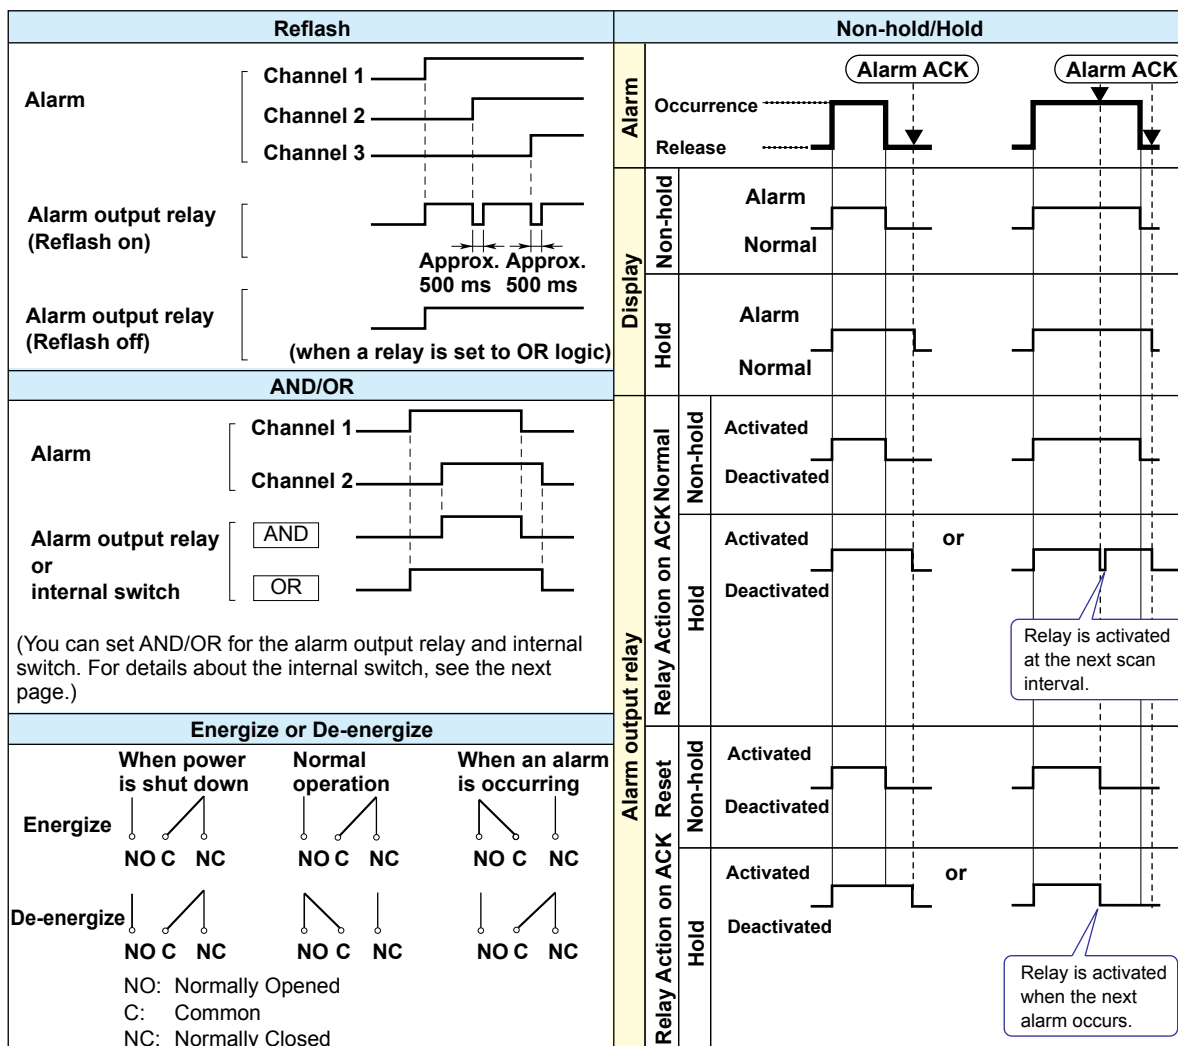 Reflash
Alarm
Channel 1
Channel 2
Channel 3
Alarm output relay
(Reflash on)
Approx. Approx.
500 ms 500 ms
Alarm output relay
(Reflash off)
(when a relay is set to OR logic)
AND/OR
Alarm
Channel 1
Channel 2
Alarm output relay
or
internal switch
AND
OR
(You can set AND/OR for the alarm output relay and internal
switch. For details about the internal switch, see the next
page.)
Energize or De-energize
When power
is shut down
Normal
operation
When an alarm
is occurring
Energize
NO C NC
NO C NC
NO C NC
De-energize
NO C NC
NO C NC
NO C NC
NO: Normally Opened
C: Common
NC: Normally Closed
Non-hold/Hold
Alarm
Alarm ACK
Alarm ACK
Occurrence
Release
Display
Non-hold
Alarm
Normal
Hold
Alarm
Normal
Alarm output relay
Relay Action on ACK Normal
Non-hold
Activated
Deactivated
Hold
Activated
or
Deactivated
Relay is activated
at the next scan
interval.
Relay Action on ACK Reset
Non-hold
Activated
Deactivated
Hold
Activated
or
Deactivated
Relay is activated
when the next
alarm occurs.